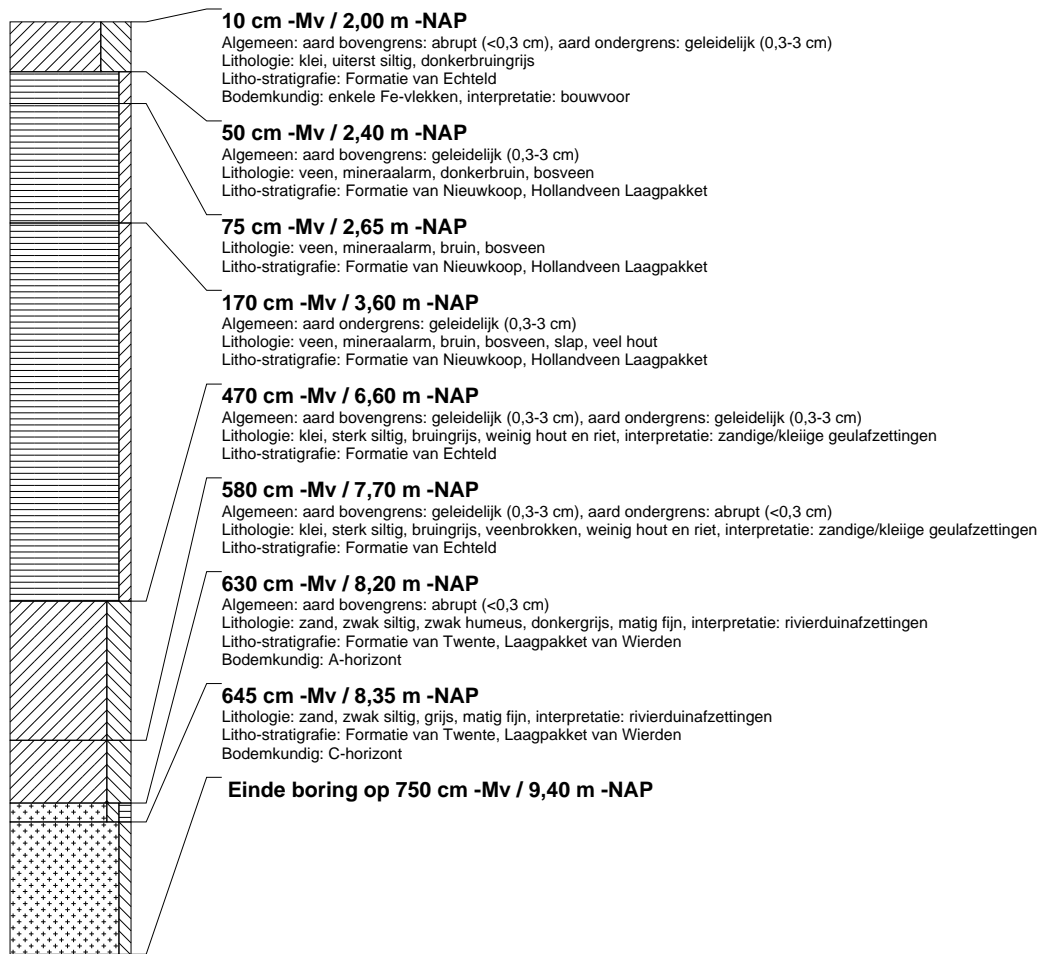 10 cm -Mv / 2,00 m -NAP
Algemeen: aard bovengrens: abrupt (<0,3 cm), aard ondergrens: geleidelijk (0,3-3 cm)
Lithologie: klei, uiterst siltig, donkerbruingrijs
Litho-stratigrafie: Formatie van Echteld
Bodemkundig: enkele Fe-vlekken, interpretatie: bouwvoor
50 cm -Mv / 2,40 m -NAP
Algemeen: aard bovengrens: geleidelijk (0,3-3 cm)
Lithologie: veen, mineraalarm, donkerbruin, bosveen
Litho-stratigrafie: Formatie van Nieuwkoop, Hollandveen Laagpakket
75 cm -Mv / 2,65 m -NAP
Lithologie: veen, mineraalarm, bruin, bosveen
Litho-stratigrafie: Formatie van Nieuwkoop, Hollandveen Laagpakket
170 cm -Mv / 3,60 m -NAP
Algemeen: aard ondergrens: geleidelijk (0,3-3 cm)
Lithologie: veen, mineraalarm, bruin, bosveen, slap, veel hout
Litho-stratigrafie: Formatie van Nieuwkoop, Hollandveen Laagpakket
470 cm -Mv / 6,60 m -NAP
Algemeen: aard bovengrens: geleidelijk (0,3-3 cm), aard ondergrens: geleidelijk (0,3-3 cm)
Lithologie: klei, sterk siltig, bruingrijs, weinig hout en riet, interpretatie: zandige/kleiige geulafzettingen
Litho-stratigrafie: Formatie van Echteld
580 cm -Mv / 7,70 m -NAP
Algemeen: aard bovengrens: geleidelijk (0,3-3 cm), aard ondergrens: abrupt (<0,3 cm)
Lithologie: klei, sterk siltig, bruingrijs, veenbrokken, weinig hout en riet, interpretatie: zandige/kleiige geulafzettingen
Litho-stratigrafie: Formatie van Echteld
630 cm -Mv / 8,20 m -NAP
Algemeen: aard bovengrens: abrupt (<0,3 cm)
Lithologie: zand, zwak siltig, zwak humeus, donkergrijs, matig fijn, interpretatie: rivierduinafzettingen
Litho-stratigrafie: Formatie van Twente, Laagpakket van Wierden
Bodemkundig: A-horizont
645 cm -Mv / 8,35 m -NAP
Lithologie: zand, zwak siltig, grijs, matig fijn, interpretatie: rivierduinafzettingen
Litho-stratigrafie: Formatie van Twente, Laagpakket van Wierden
Bodemkundig: C-horizont
Einde boring op 750 cm -Mv / 9,40 m -NAP